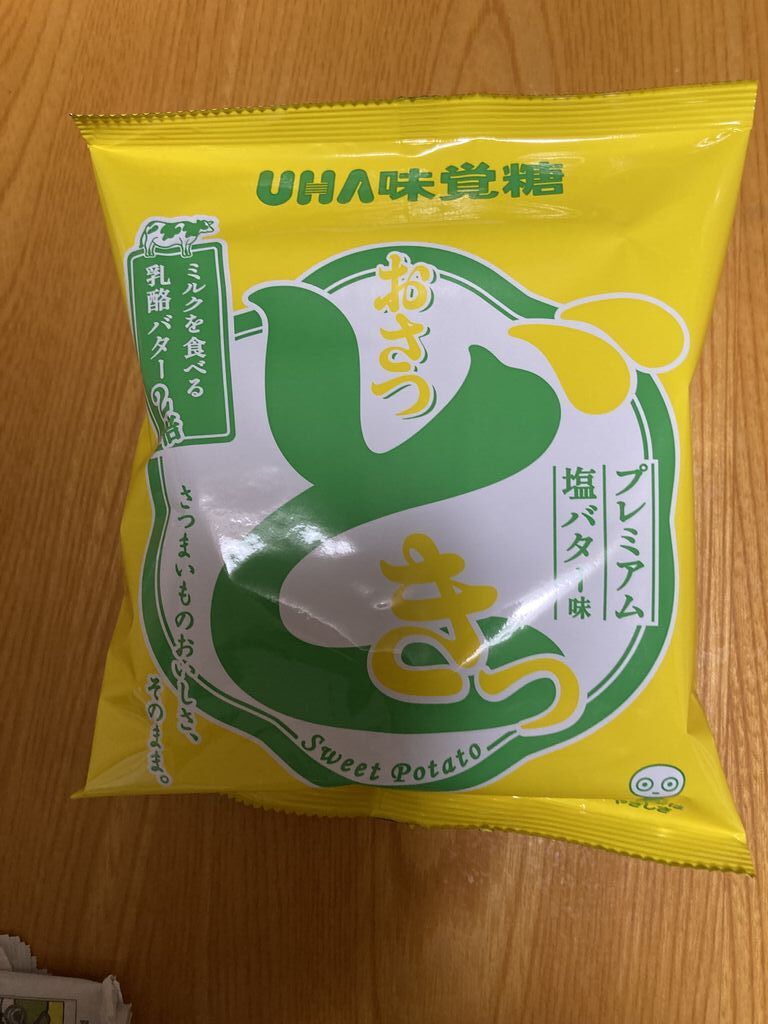 UHA味覚糖
おさつ
どきっ
プレミアム
塩バター味
ミルクを食べる
乳酪バターの2倍
さつまいものおいしさ、
そのまま。
Sweet Potato